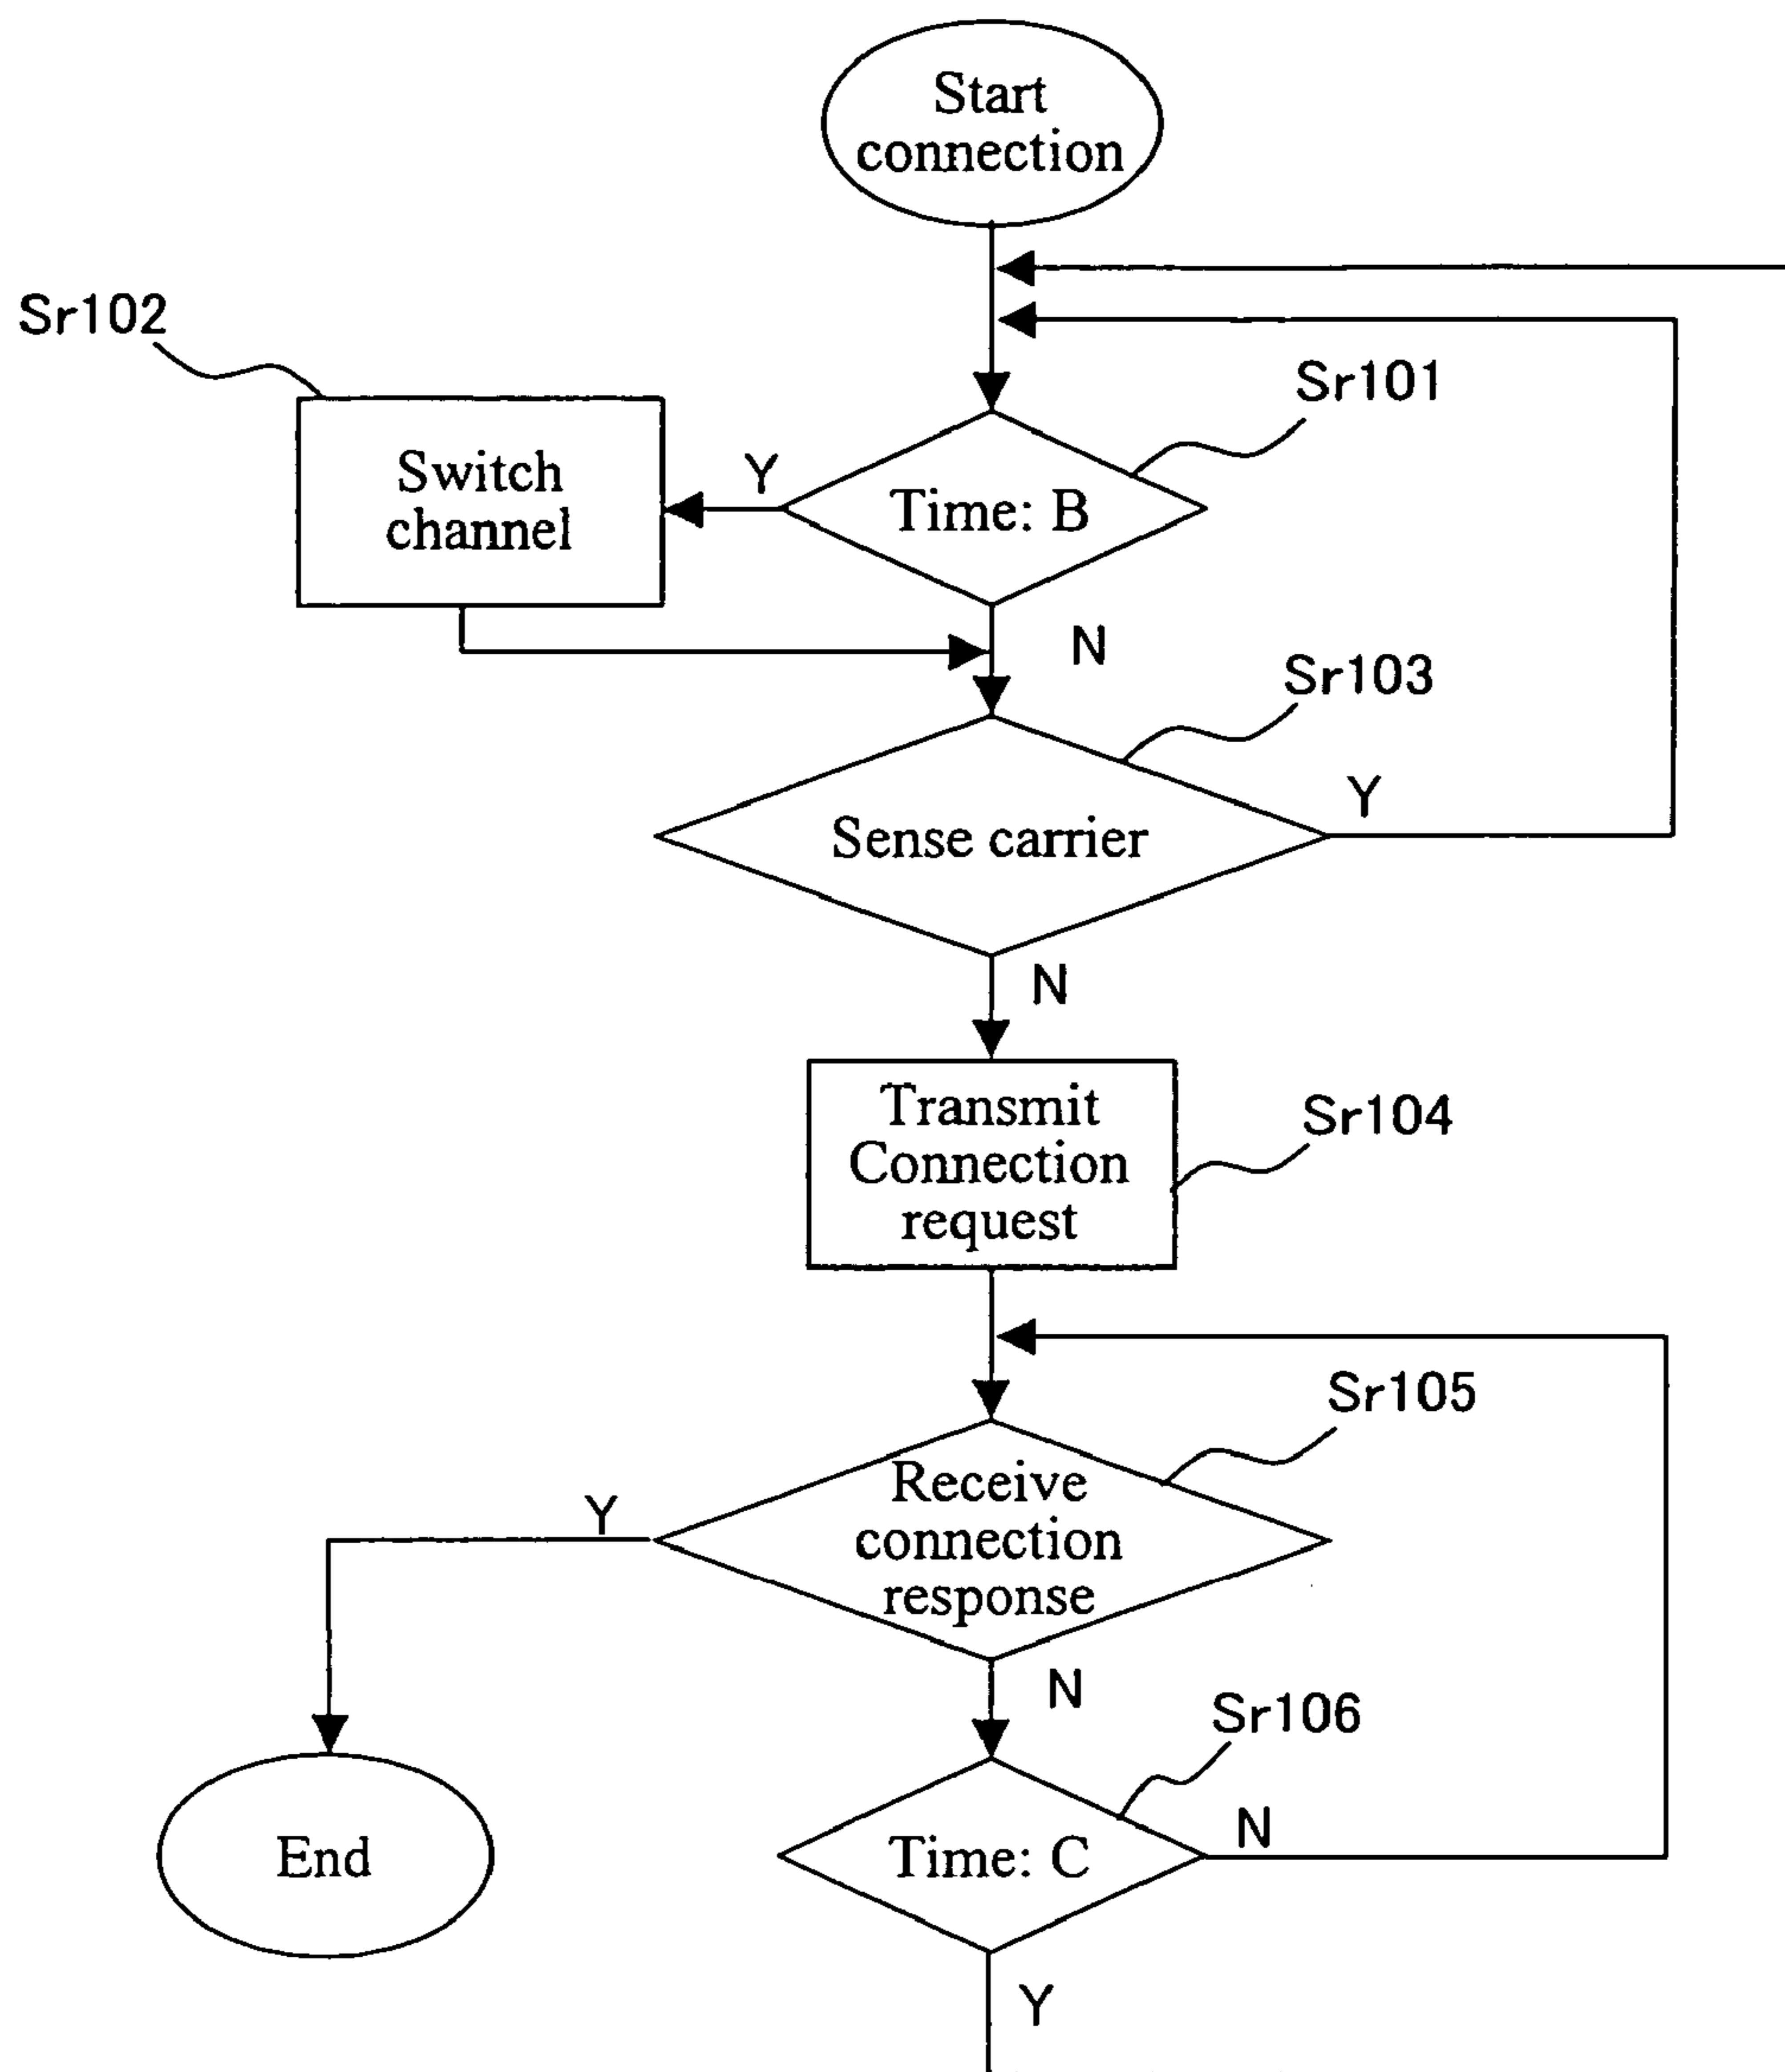 Start
connection
Sr102
Sr101
Switch
channel
Y
Time: B
N
Sr103
Y
Sense carrier
N
Transmit
Connection
request
Sr104
Sr105
Receive
connection
response
Y
N
Sr106
End
Time: C
N
Y